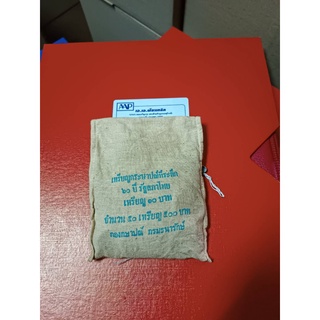 เหรียญกษาปณ์ที่ระลึก
๖๐ ปี รัฐสภาไทย
เหรียญ ๑๐ บาท
จำนวน ๕๐ เหรียญ ๕๐๐ บาท
กองกษาปณ์ กรมธนารักษ์